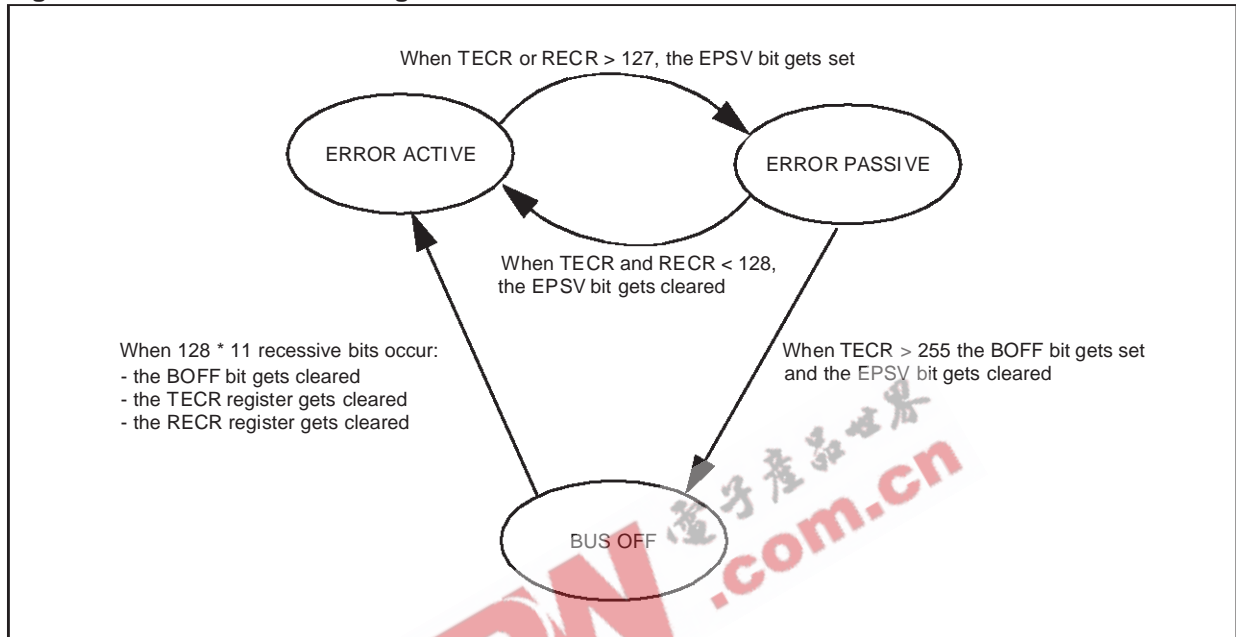 When TECR or RECR > 127, the EPSV bit gets set
ERROR ACTIVE
ERROR PASSIVE
When TECR and RECR < 128,
the EPSV bit gets cleared
When 128 * 11 recessive bits occur:
- the BOFF bit gets cleared
- the TECR register gets cleared
- the RECR register gets cleared
When TECR > 255 the BOFF bit gets set
and the EPSV bit gets cleared
BUS OFF
電子產品世界
.com.cn